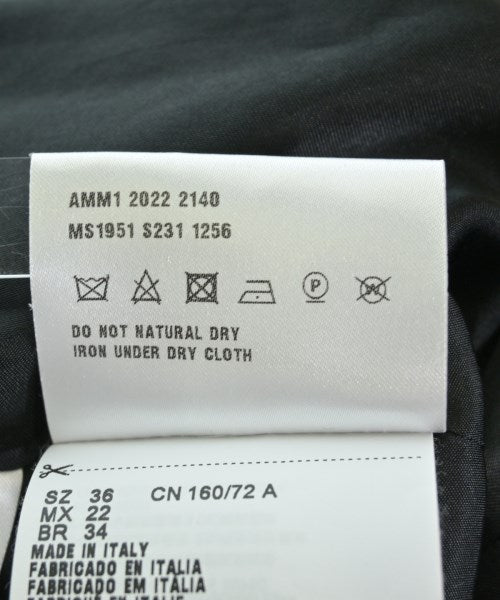 AMM1 2022 2140
MS1951 S231 1256
P
W
DO NOT NATURAL DRY
IRON UNDER DRY CLOTH
SZ 36 CN 160/72 A
MX 22
BR 34
MADE IN ITALY
FABRICADO EN ITALIA
FABRICADO EM ITALIA